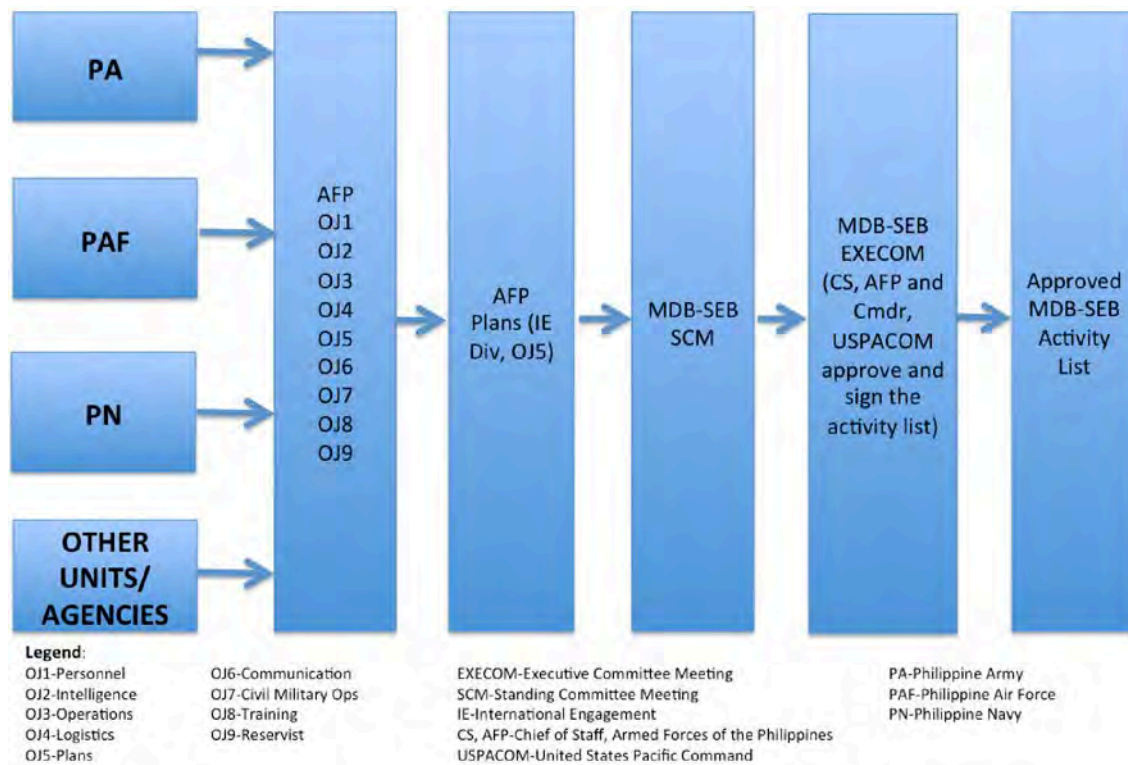 PA
PAF
PN
OTHER
UNITS/
AGENCIES
AFP
OJ1
OJ2
OJ3
OJ4
OJ5
OJ6
OJ7
OJ8
OJ9
AFP
Plans (IE
Div, OJ5)
MDB-SEB
SCM
MDB-SEB
EXECOM
(CS, AFP and
Cmdr,
USPACOM
approve and
sign the
activity list)
Approved
MDB-SEB
Activity
List
Legend:
OJ1-Personnel
OJ2-Intelligence
OJ3-Operations
OJ4-Logistics
OJ5-Plans
OJ6-Communication
OJ7-Civil Military Ops
OJ8-Training
OJ9-Reservist
EXECOM-Executive Committee Meeting
SCM-Standing Committee Meeting
IE-International Engagement
CS, AFP-Chief of Staff, Armed Forces of the Philippines
USPACOM-United States Pacific Command
PA-Philippine Army
PAF-Philippine Air Force
PN-Philippine Navy